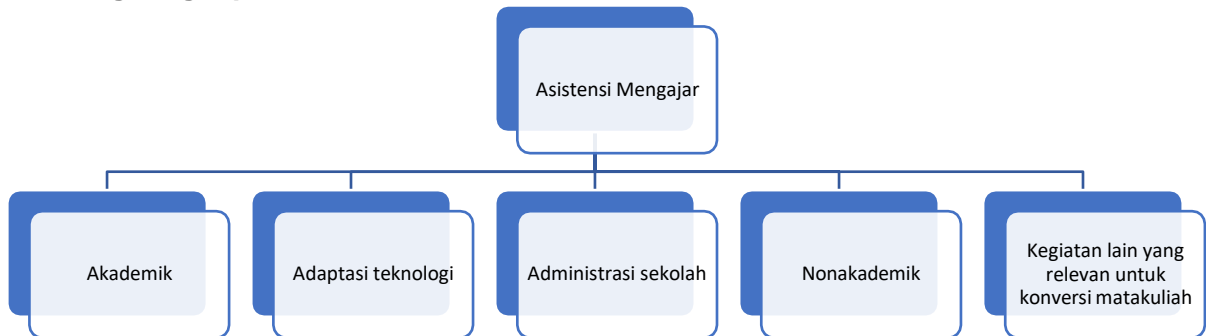 Asistensi Mengajar
Akademik
Adaptasi teknologi
Administrasi sekolah
Nonakademik
Kegiatan lain yang
relevan untuk
konversi matakuliah